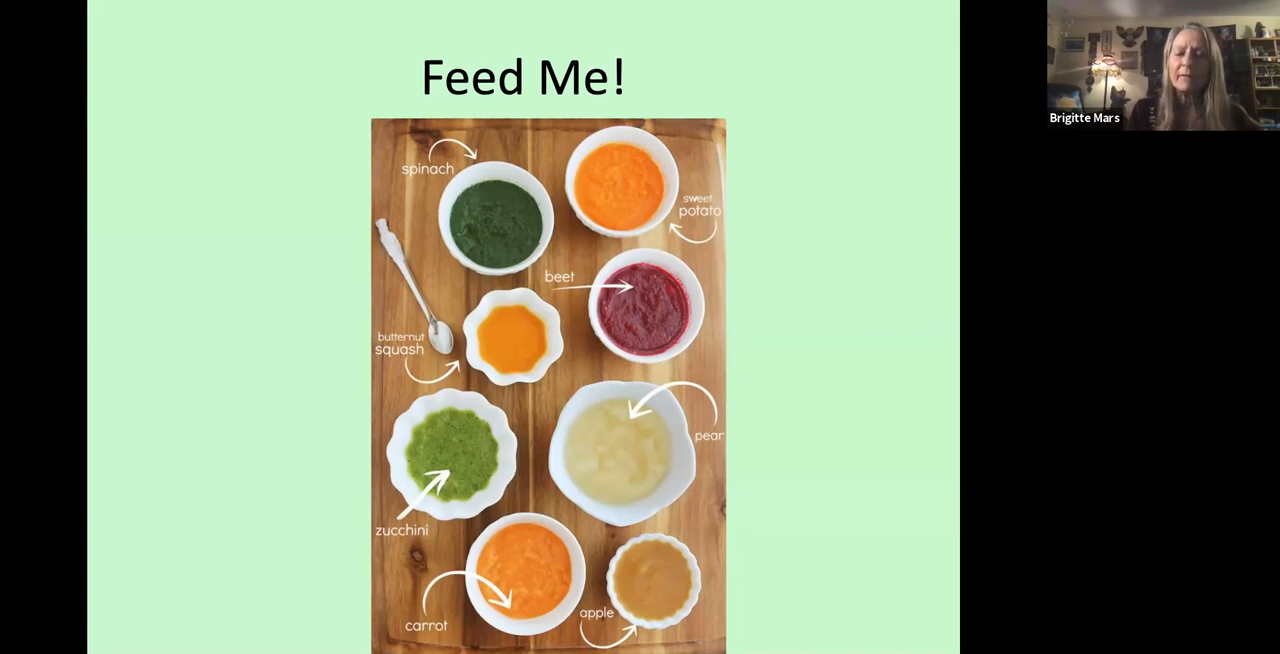 Feed Me!
Brigitte Mars
spinach
sweet
potato
beet
butternut
squash
pear
zucchini
apple
carrot